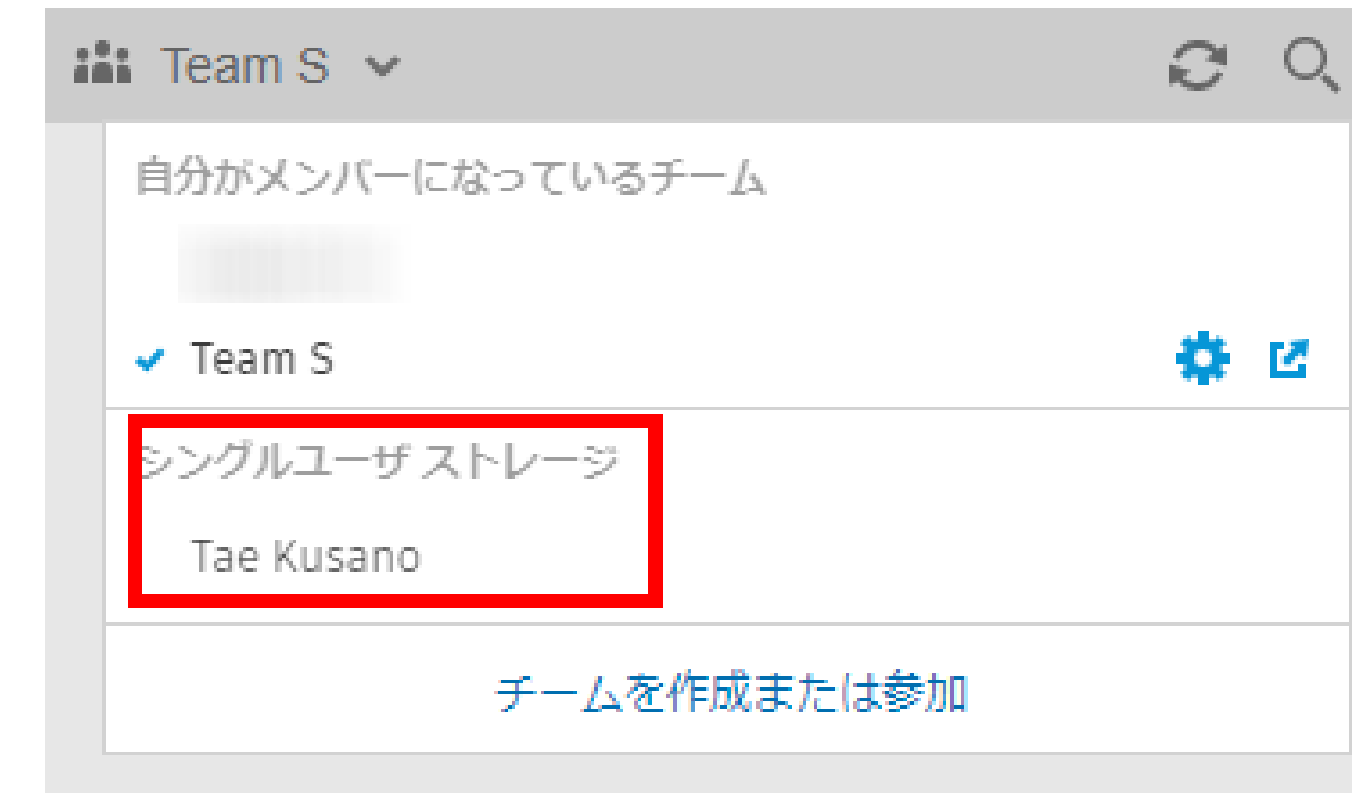 Team S
自分がメンバーになっているチーム
Team S
シングルユーザ ストレージ
Tae Kusano
チームを作成または参加